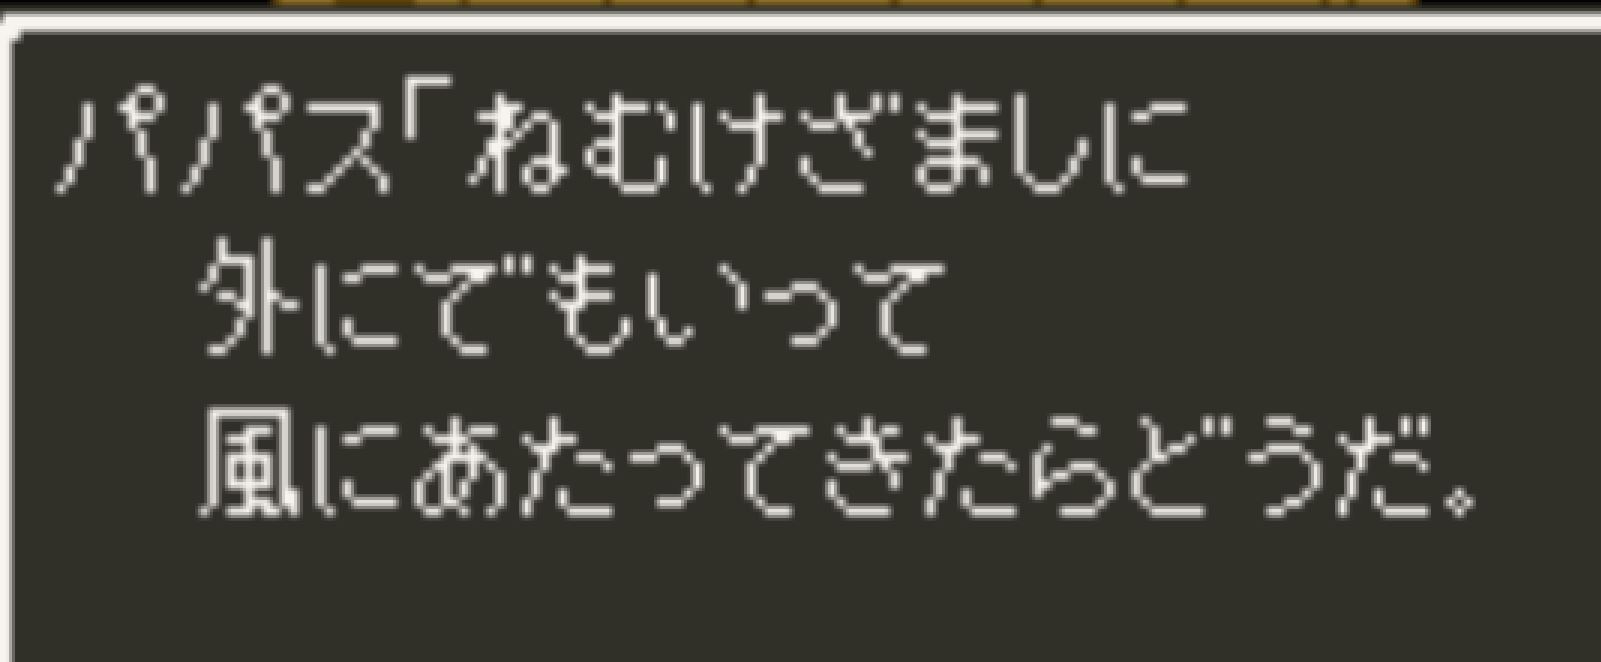 パパス「ねむけざましに
外にでもいって
風にあたってきたらどうだ。